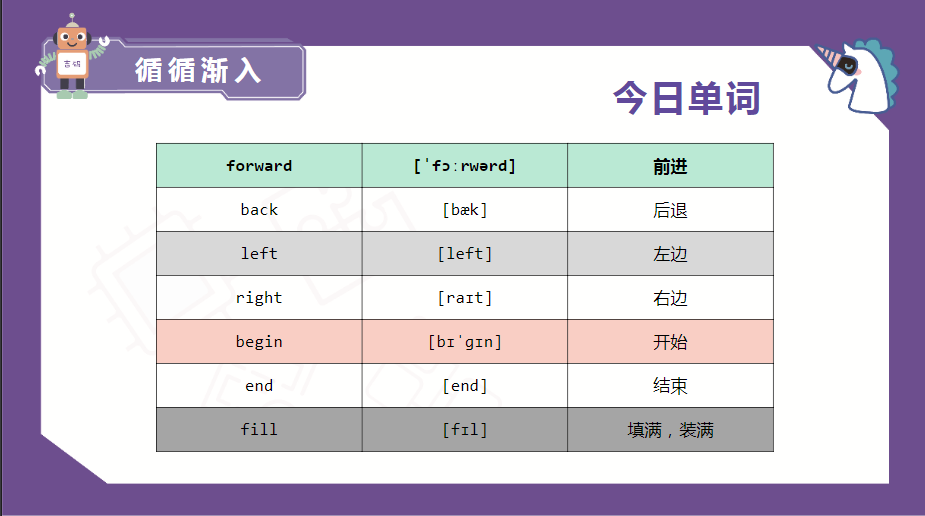 循循渐入
今日单词
forward [ˈfɔːrwərd] 前进
back [bæk] 后退
left [left] 左边
right [raɪt] 右边
begin [bɪˈɡɪn] 开始
end [end] 结束
fill [fɪl] 填满，装满